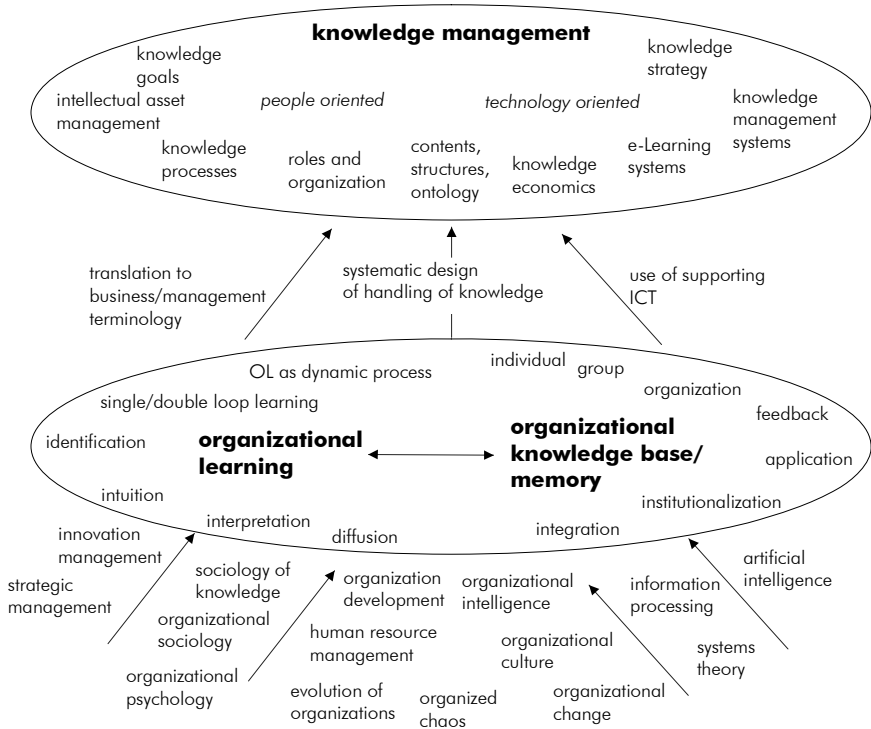 knowledge management
knowledge
goals
knowledge
strategy
intellectual asset
management
people oriented
technology oriented
knowledge
management
systems
knowledge
processes
roles and
organization
contents,
structures,
ontology
knowledge
economics
e-Learning
systems
translation to
business/management
terminology
systematic design
of handling of knowledge
use of supporting
ICT
OL as dynamic process
individual
group
organization
single/double loop learning
feedback
identification
organizational
learning
organizational
knowledge base/
memory
application
intuition
institutionalization
interpretation
diffusion
integration
innovation
management
strategic
management
sociology of
knowledge
organization
development
organizational
intelligence
information
processing
artificial
intelligence
organizational
sociology
human resource
management
organizational
culture
systems
theory
organizational
psychology
evolution of
organizations
organized
chaos
organizational
change